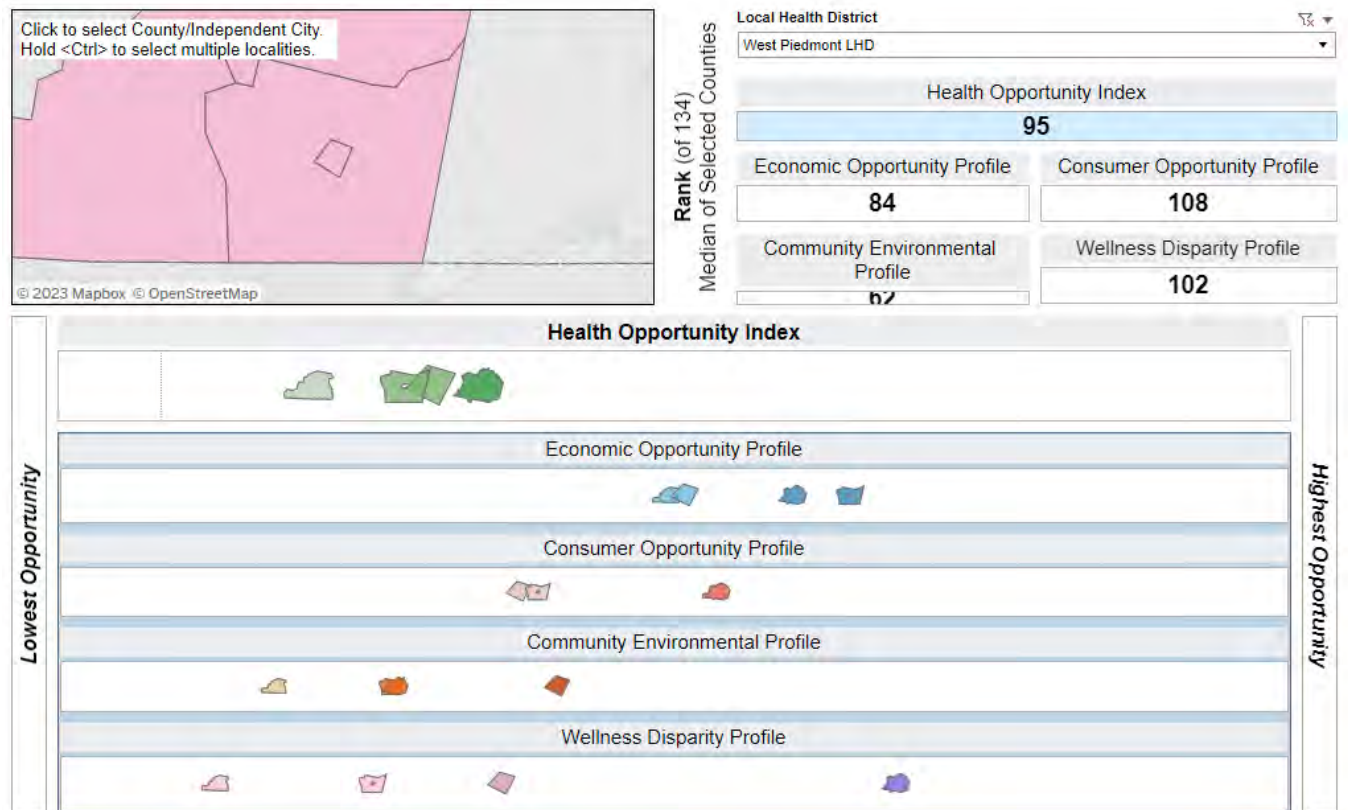 Click to select County/Independent City.
Hold <Ctrl> to select multiple localities.
© 2023 Mapbox © OpenStreetMap
Rank (of 134)
Median of Selected Counties
Local Health District
West Piedmont LHD
Health Opportunity Index
95
Economic Opportunity Profile
Consumer Opportunity Profile
84
108
Community Environmental
Profile
Wellness Disparity Profile
62
102
Lowest Opportunity
Health Opportunity Index
Economic Opportunity Profile
Consumer Opportunity Profile
Community Environmental Profile
Wellness Disparity Profile
Highest Opportunity